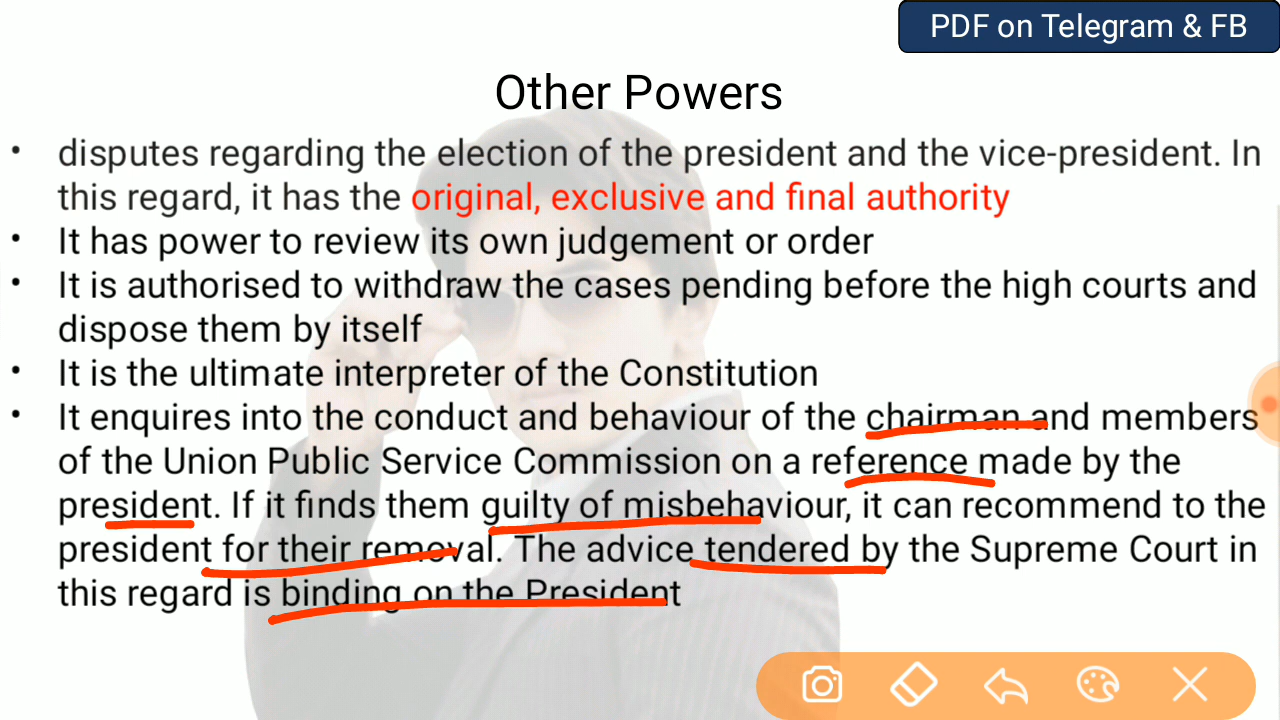 PDF on Telegram & FB
Other Powers
• disputes regarding the election of the president and the vice-president. In
this regard, it has the original, exclusive and final authority
• It has power to review its own judgement or order
• It is authorised to withdraw the cases pending before the high courts and
dispose them by itself
• It is the ultimate interpreter of the Constitution
• It enquires into the conduct and behaviour of the chairman and members
of the Union Public Service Commission on a reference made by the
president. If it finds them guilty of misbehaviour, it can recommend to the
president for their removal. The advice tendered by the Supreme Court in
this regard is binding on the President